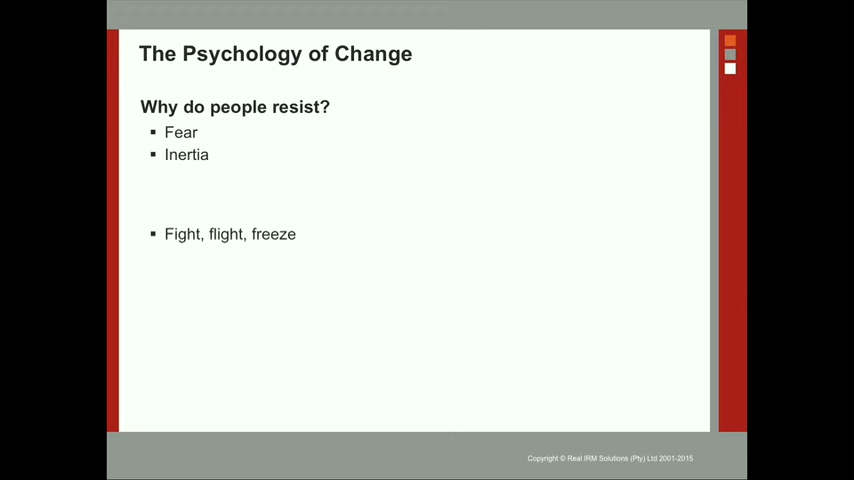 The Psychology of Change
Why do people resist?
▪ Fear
▪ Inertia
▪ Fight, flight, freeze
Copyright © Real IRM Solutions (Pty) Ltd 2001-2015